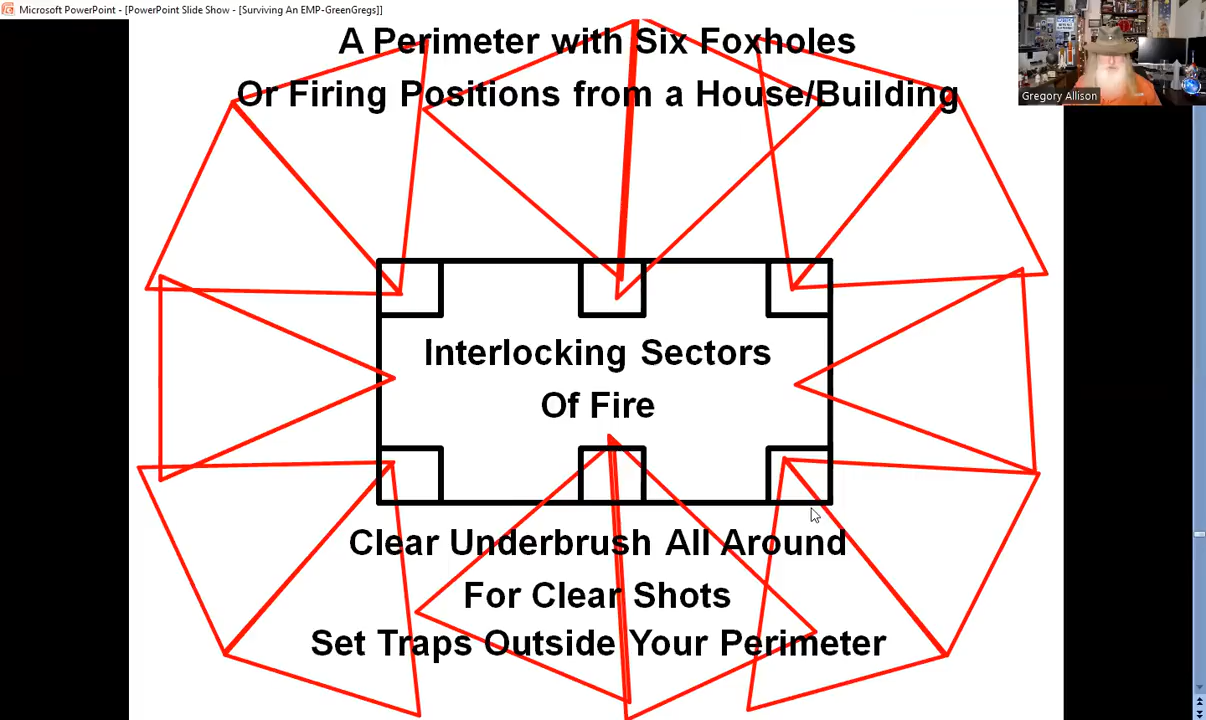 Microsoft PowerPoint - [PowerPoint Slide Show - [Surviving An EMP-GreenGregs]]
A Perimeter with Six Foxholes
Or Firing Positions from a House/Building
Gregory Allison
Interlocking Sectors
Of Fire
Clear Underbrush All Around
For Clear Shots
Set Traps Outside Your Perimeter